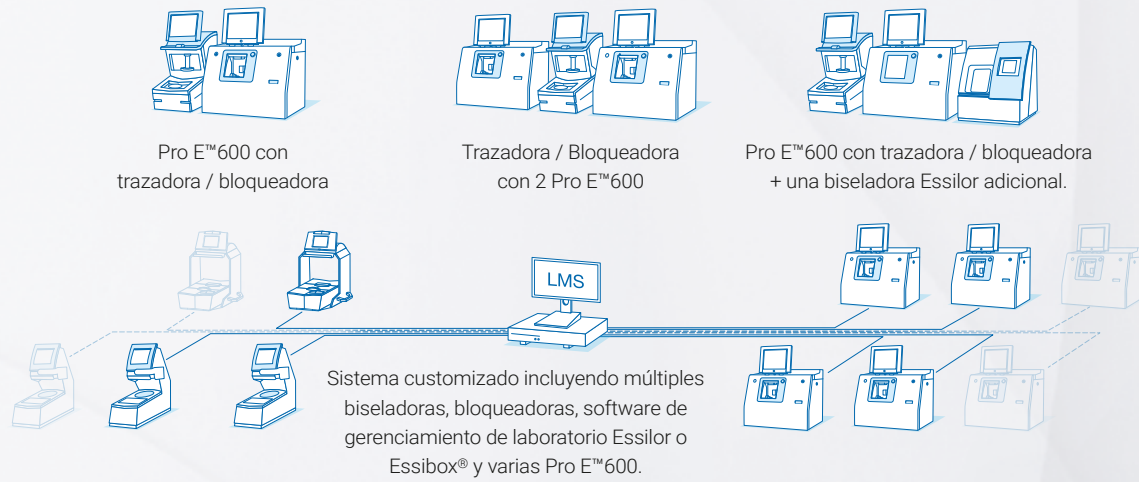 Pro E™600 con
trazadora / bloqueadora
Trazadora / Bloqueadora
con 2 Pro E™600
Pro E™600 con trazadora / bloqueadora
+ una biseladora Essilor adicional.
LMS
Sistema customizado incluyendo múltiples
biseladoras, bloqueadoras, software de
gerenciamiento de laboratorio Essilor o
Essibox® y varias Pro E™600.